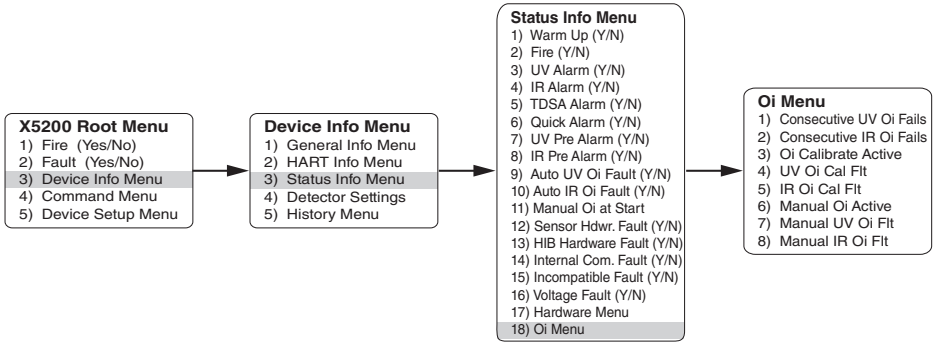 X5200 Root Menu
1) Fire (Yes/No)
2) Fault (Yes/No)
3) Device Info Menu
4) Command Menu
5) Device Setup Menu
Device Info Menu
1) General Info Menu
2) HART Info Menu
3) Status Info Menu
4) Detector Settings
5) History Menu
Status Info Menu
1) Warm Up (Y/N)
2) Fire (Y/N)
3) UV Alarm (Y/N)
4) IR Alarm (Y/N)
5) TDSA Alarm (Y/N)
6) Quick Alarm (Y/N)
7) UV Pre Alarm (Y/N)
8) IR Pre Alarm (Y/N)
9) Auto UV Oi Fault (Y/N)
10) Auto IR Oi Fault (Y/N)
11) Manual Oi at Start
12) Sensor Hdwr. Fault (Y/N)
13) HIB Hardware Fault (Y/N)
14) Internal Com. Fault (Y/N)
15) Incompatible Fault (Y/N)
16) Voltage Fault (Y/N)
17) Hardware Menu
18) Oi Menu
Oi Menu
1) Consecutive UV Oi Fails
2) Consecutive IR Oi Fails
3) Oi Calibrate Active
4) UV Oi Cal Flt
5) IR Oi Cal Flt
6) Manual Oi Active
7) Manual UV Oi Flt
8) Manual IR Oi Flt